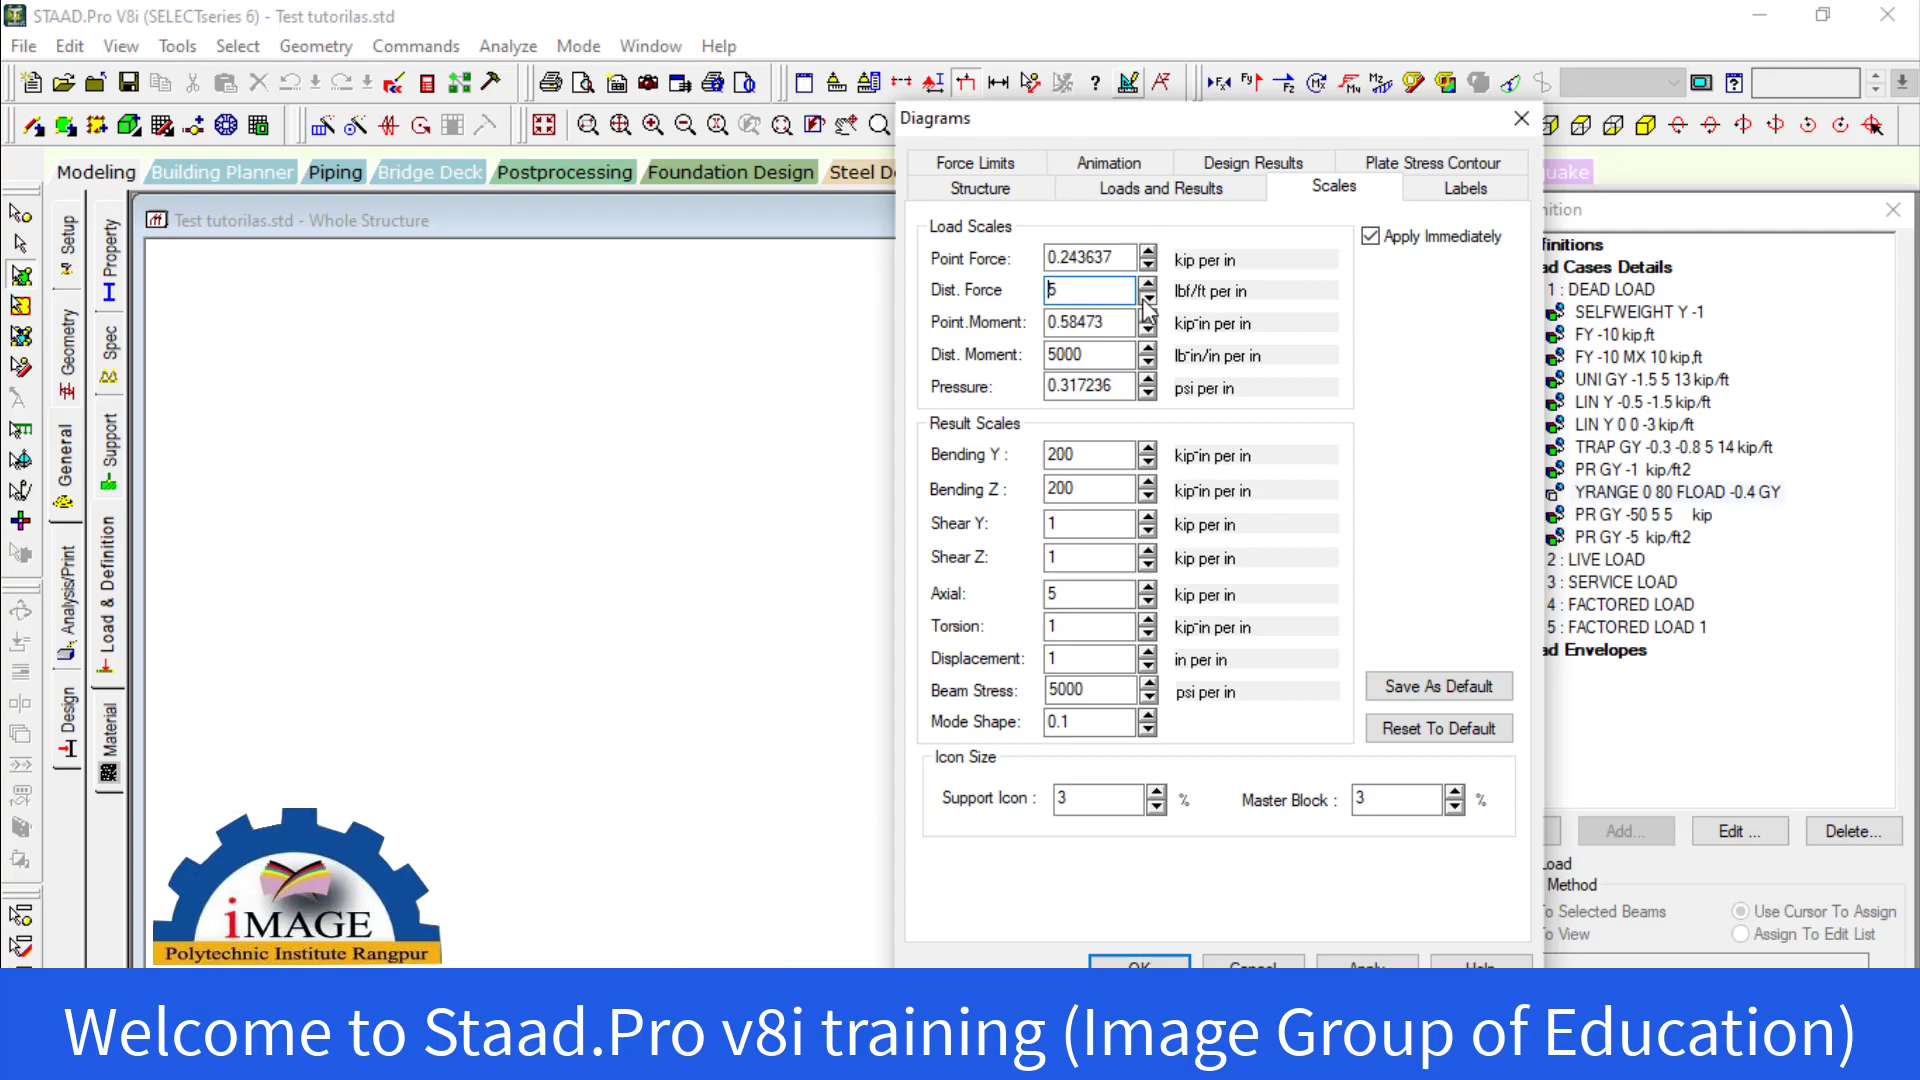 STAAD.Pro V8i (SELECTseries 6) - Test tutorilas.std
File Edit View Tools Select Geometry Commands Analyze Mode Window Help
Modeling Building Planner Piping Bridge Deck Postprocessing Foundation Design Steel De
uake
Test tutorilas.std - Whole Structure
Setup
Geometry
General
Analysis/Print
Design
Property
Spec
Support
Load & Definition
Material
Diagrams
Force Limits Animation Design Results Plate Stress Contour
Structure Loads and Results Scales Labels
Load Scales
Apply Immediately
Point Force: 0.243637 kip per in
Dist. Force 5 lbf/ft per in
Point.Moment: 0.58473 kip-in per in
Dist. Moment: 5000 lb-in/in per in
Pressure: 0.317236 psi per in
Result Scales
Bending Y : 200 kip-in per in
Bending Z : 200 kip-in per in
Shear Y: 1 kip per in
Shear Z: 1 kip per in
Axial: 5 kip per in
Torsion: 1 kip-in per in
Displacement: 1 in per in
Beam Stress: 5000 psi per in
Mode Shape: 0.1
Save As Default
Reset To Default
Icon Size
Support Icon : 3 % Master Block : 3 %
OK Cancel Apply Help
nition
finitions
ad Cases Details
1 : DEAD LOAD
SELFWEIGHT Y -1
FY -10 kip,ft
FY -10 MX 10 kip,ft
UNI GY -1.5 5 13 kip/ft
LIN Y -0.5 -1.5 kip/ft
LIN Y 0 0 -3 kip/ft
TRAP GY -0.3 -0.8 5 14 kip/ft
PR GY -1 kip/ft2
YRANGE 0 80 FLOAD -0.4 GY
PR GY -50 5 5 kip
PR GY -5 kip/ft2
2 : LIVE LOAD
3 : SERVICE LOAD
4 : FACTORED LOAD
5 : FACTORED LOAD 1
ad Envelopes
Add... Edit ... Delete...
oad
Method
o Selected Beams Use Cursor To Assign
o View Assign To Edit List
iMAGE
Polytechnic Institute Rangpur
Welcome to Staad.Pro v8i training (Image Group of Education)